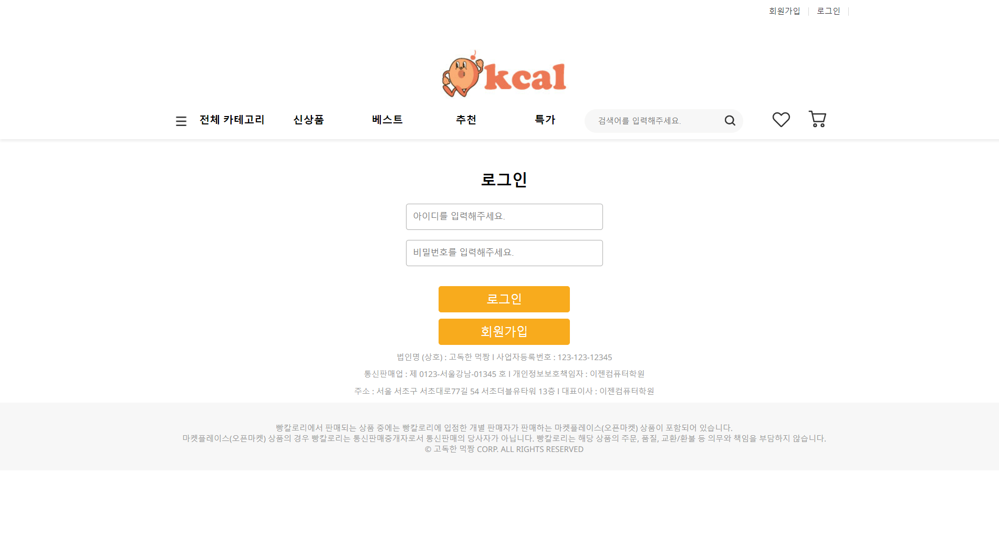 회원가입 로그인
kcal
전체 카테고리 신상품 베스트 추천 특가 검색어를 입력해주세요.
로그인
아이디를 입력해주세요.
비밀번호를 입력해주세요.
로그인
회원가입
법인명 (상호) : 고독한 먹짱 I 사업자등록번호 : 123-123-12345
통신판매업 : 제 0123-서울강남-01345 호 I 개인정보보호책임자 : 이젠컴퓨터학원
주소 : 서울 서초구 서초대로77길 54 서초더블유타워 13층 I 대표이사 : 이젠컴퓨터학원
빵칼로리에서 판매되는 상품 중에는 빵칼로리에 입점한 개별 판매자가 판매하는 마켓플레이스(오픈마켓) 상품이 포함되어 있습니다.
마켓플레이스(오픈마켓) 상품의 경우 빵칼로리는 통신판매중개자로서 통신판매의 당사자가 아닙니다. 빵칼로리는 해당 상품의 주문, 품질, 교환/환불 등 의무와 책임을 부담하지 않습니다.
© 고독한 먹짱 CORP. ALL RIGHTS RESERVED